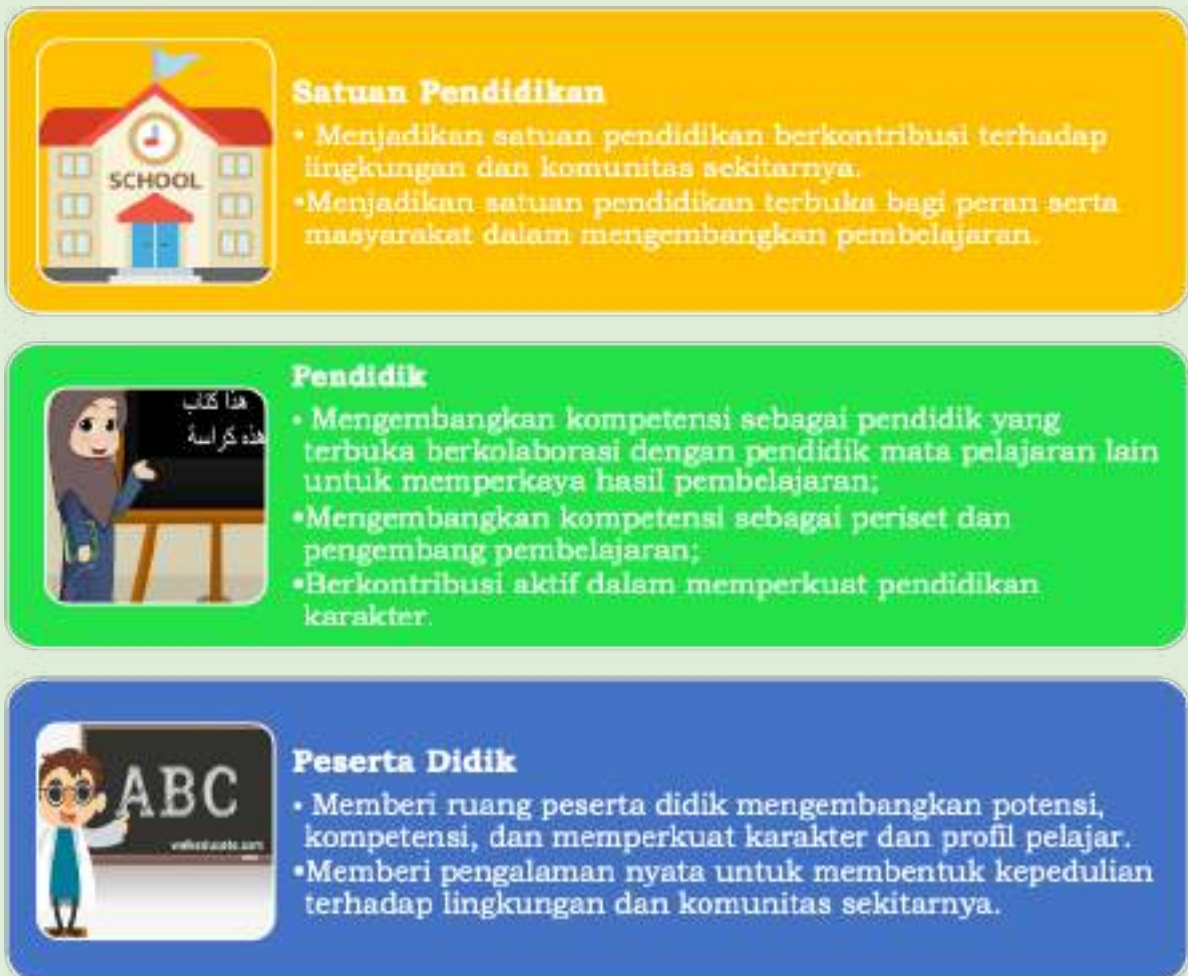 SCHOOL
Satuan Pendidikan
• Menjadikan satuan pendidikan berkontribusi terhadap
lingkungan dan komunitas sekitarnya.
•Menjadikan satuan pendidikan terbuka bagi peran serta
masyarakat dalam mengembangkan pembelajaran.
هذا كتاب
هذه كراسة
Pendidik
• Mengembangkan kompetensi sebagai pendidik yang
terbuka berkolaborasi dengan pendidik mata pelajaran lain
untuk memperkaya hasil pembelajaran;
•Mengembangkan kompetensi sebagai periset dan
pengembang pembelajaran;
•Berkontribusi aktif dalam memperkuat pendidikan
karakter.
ABC
Peserta Didik
• Memberi ruang peserta didik mengembangkan potensi,
kompetensi, dan memperkuat karakter dan profil pelajar.
•Memberi pengalaman nyata untuk membentuk kepedulian
terhadap lingkungan dan komunitas sekitarnya.